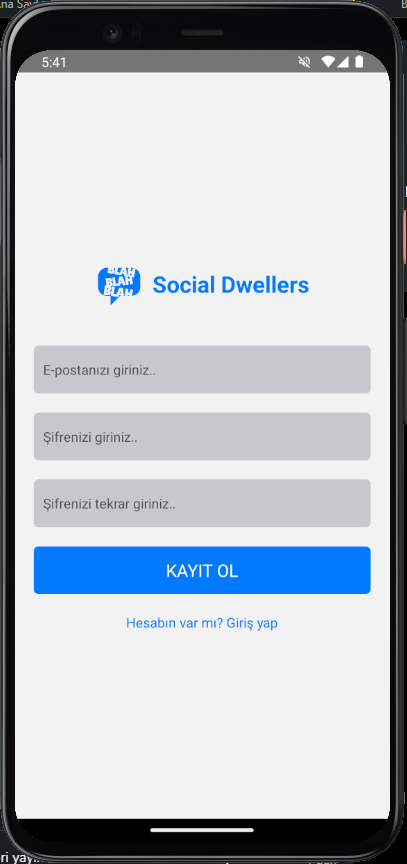 5:41
BLAH
BLAH
BLAH
Social Dwellers
E-postanızı giriniz..
Şifrenizi giriniz..
Şifrenizi tekrar giriniz..
KAYIT OL
Hesabın var mı? Giriş yap